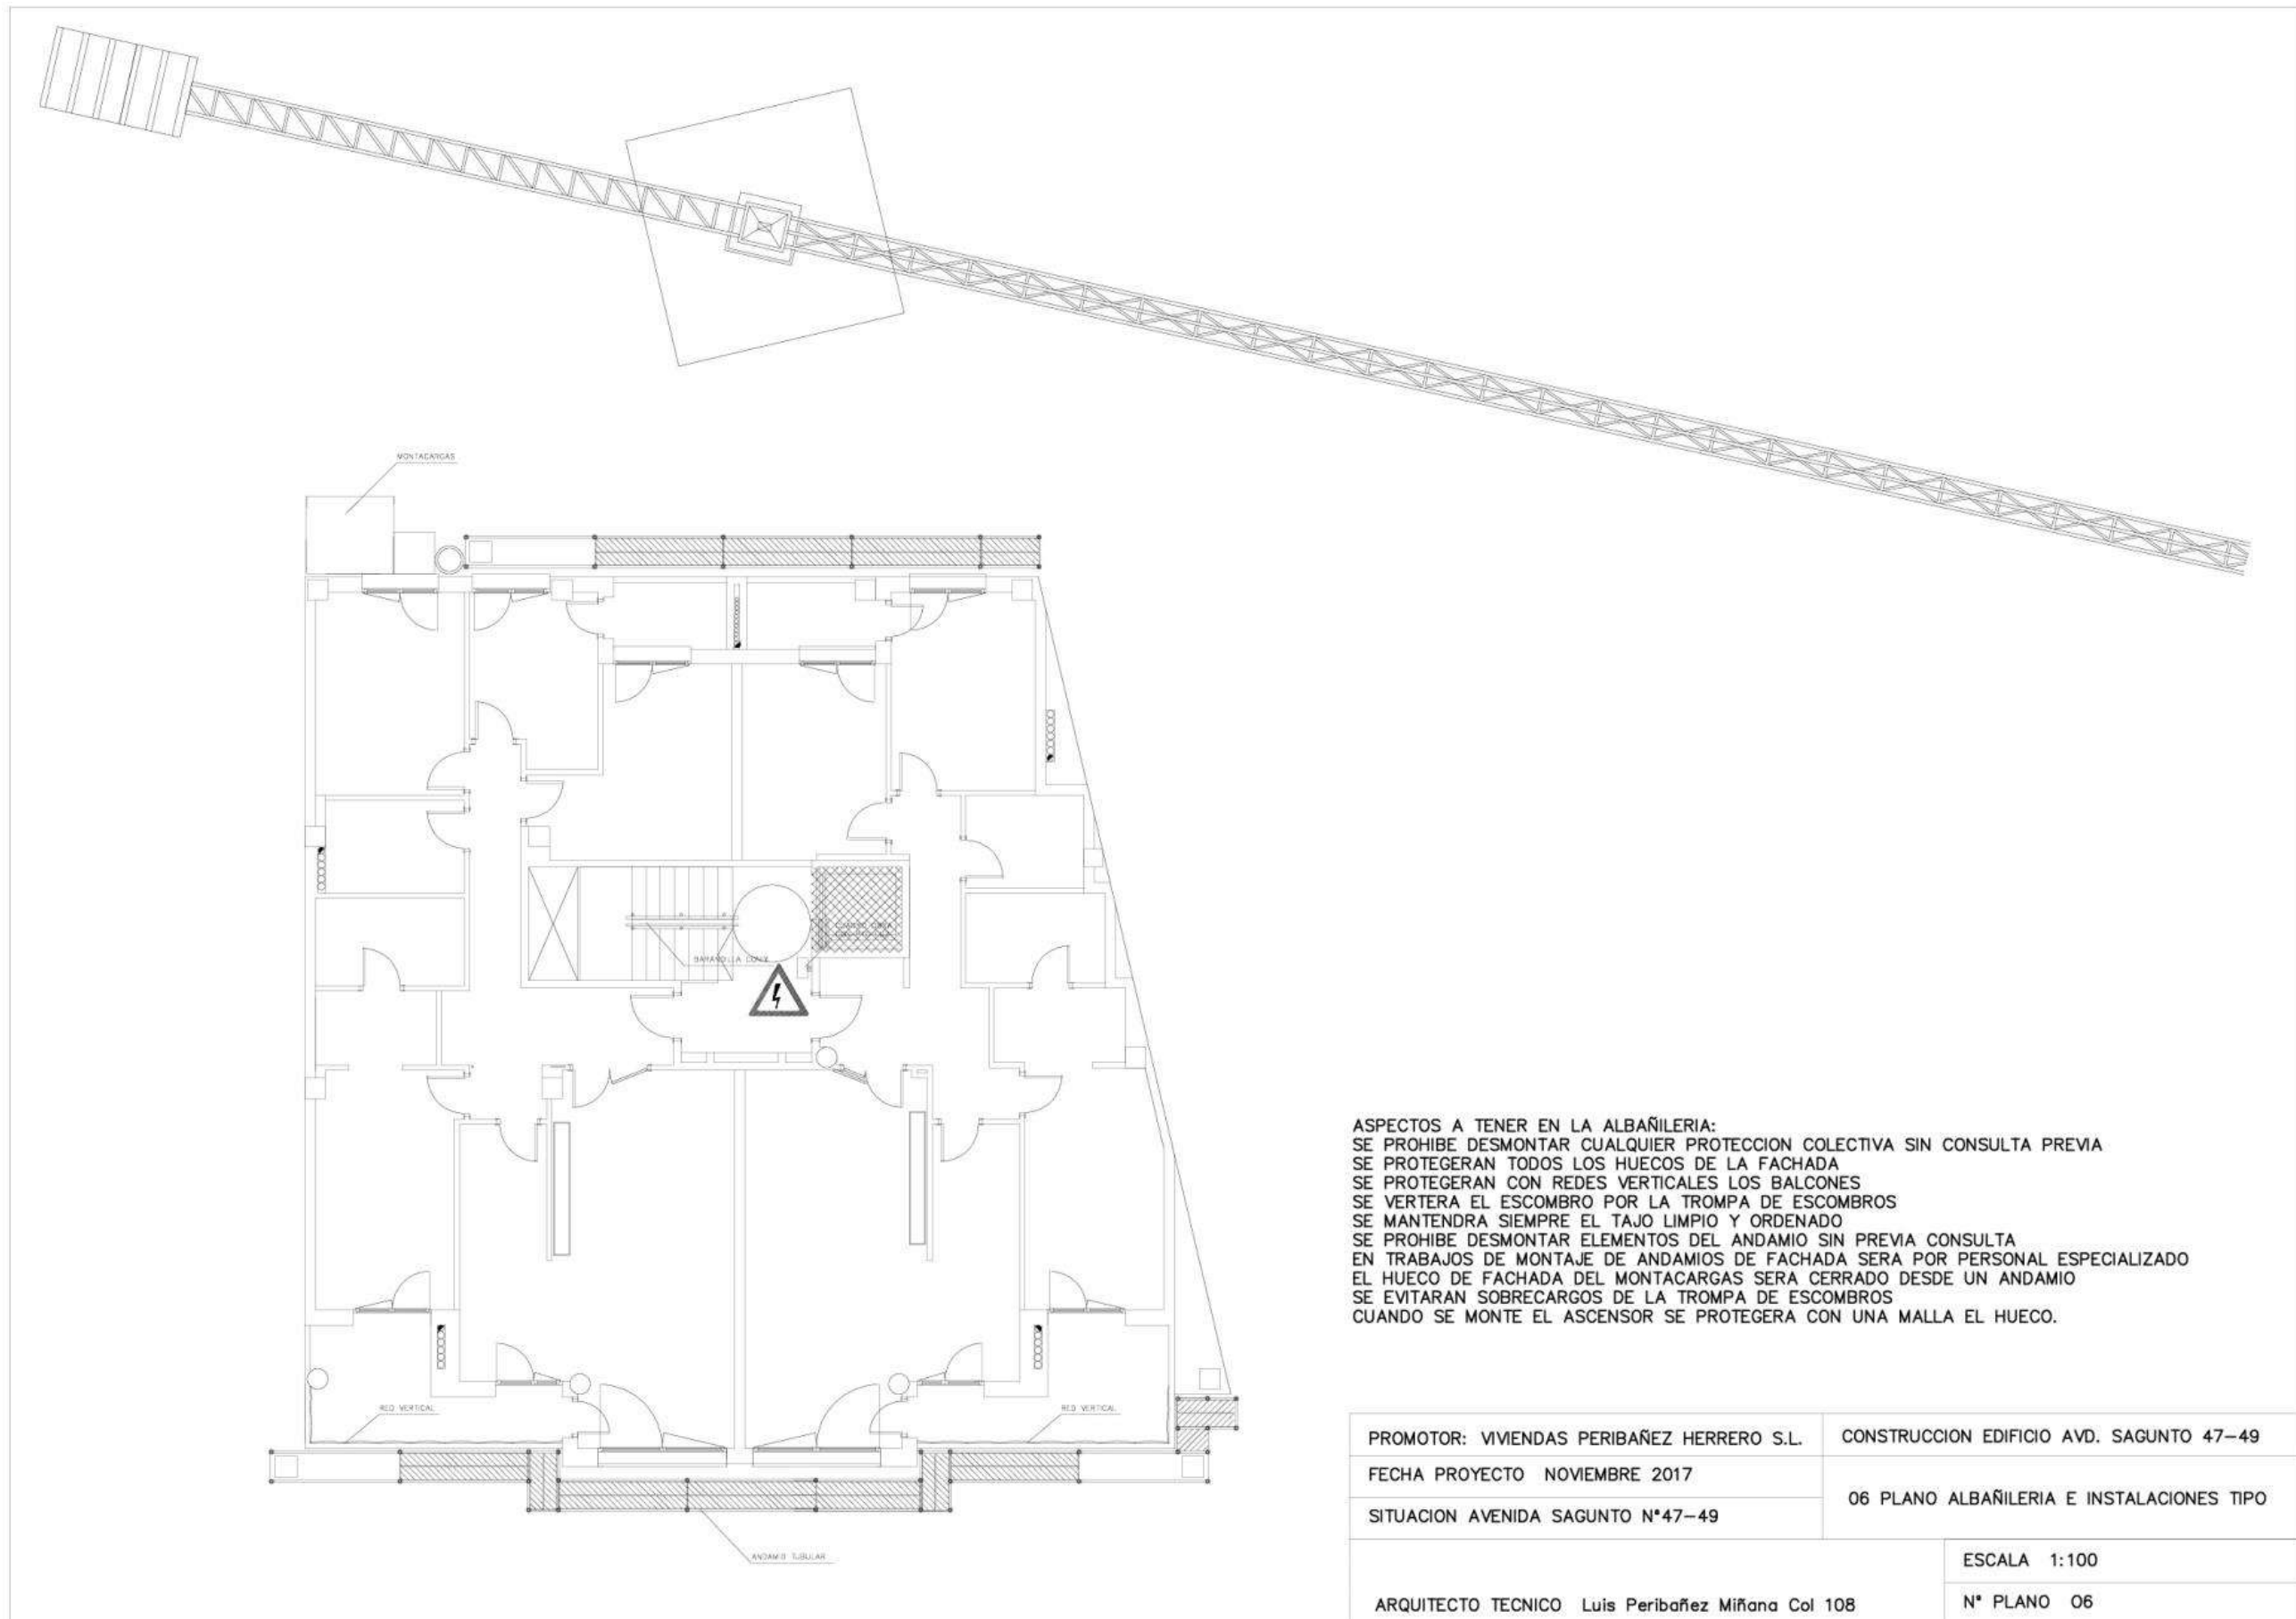 MONTACARGAS
BARANDILLA
RED VERTICAL
RED VERTICAL
ANDAMIO TUBULAR
ASPECTOS A TENER EN LA ALBAÑILERIA:
SE PROHIBE DESMONTAR CUALQUIER PROTECCION COLECTIVA SIN CONSULTA PREVIA
SE PROTEGERAN TODOS LOS HUECOS DE LA FACHADA
SE PROTEGERAN CON REDES VERTICALES LOS BALCONES
SE VERTERA EL ESCOMBRO POR LA TROMPA DE ESCOMBROS
SE MANTENDRA SIEMPRE EL TAJO LIMPIO Y ORDENADO
SE PROHIBE DESMONTAR ELEMENTOS DEL ANDAMIO SIN PREVIA CONSULTA
EN TRABAJOS DE MONTAJE DE ANDAMIOS DE FACHADA SERA POR PERSONAL ESPECIALIZADO
EL HUECO DE FACHADA DEL MONTACARGAS SERA CERRADO DESDE UN ANDAMIO
SE EVITARAN SOBRECARGOS DE LA TROMPA DE ESCOMBROS
CUANDO SE MONTE EL ASCENSOR SE PROTEGERA CON UNA MALLA EL HUECO.
PROMOTOR: VIVIENDAS PERIBAÑEZ HERRERO S.L.
CONSTRUCCION EDIFICIO AVD. SAGUNTO 47-49
FECHA PROYECTO NOVIEMBRE 2017
06 PLANO ALBAÑILERIA E INSTALACIONES TIPO
SITUACION AVENIDA SAGUNTO Nº47-49
ESCALA 1:100
ARQUITECTO TECNICO Luis Peribañez Miñana Col 108
Nº PLANO 06